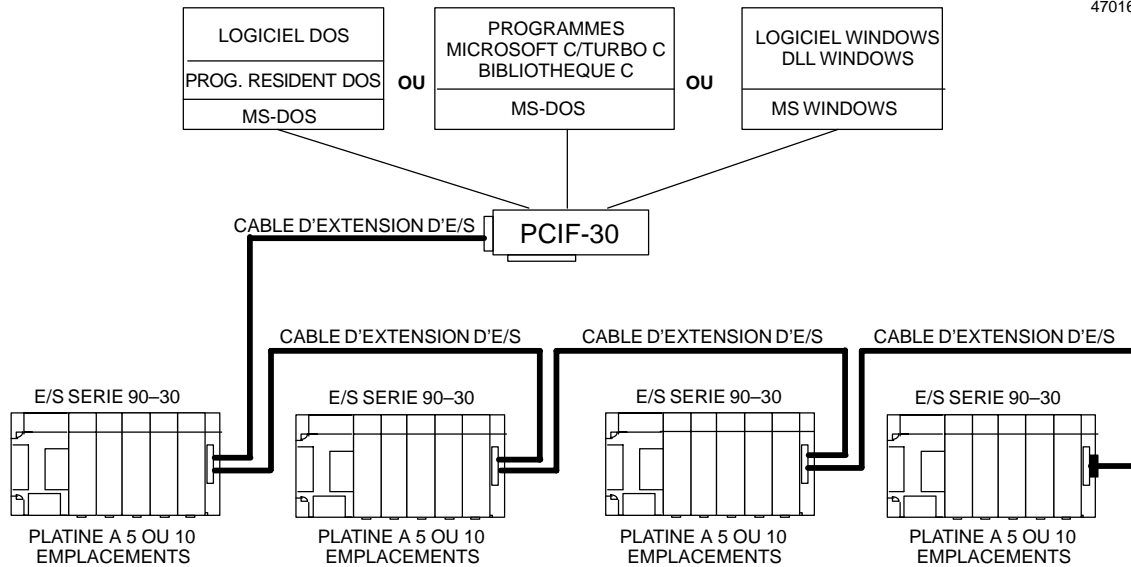 47016
LOGICIEL DOS
PROG. RESIDENT DOS
MS-DOS
OU
PROGRAMMES
MICROSOFT C/TURBO C
BIBLIOTHEQUE C
MS-DOS
OU
LOGICIEL WINDOWS
DLL WINDOWS
MS WINDOWS
CABLE D'EXTENSION D'E/S
PCIF-30
CABLE D'EXTENSION D'E/S
CABLE D'EXTENSION D'E/S
CABLE D'EXTENSION D'E/S
E/S SERIE 90–30
E/S SERIE 90–30
E/S SERIE 90–30
E/S SERIE 90–30
PLATINE A 5 OU 10
EMPLACEMENTS
PLATINE A 5 OU 10
EMPLACEMENTS
PLATINE A 5 OU 10
EMPLACEMENTS
PLATINE A 5 OU 10
EMPLACEMENTS